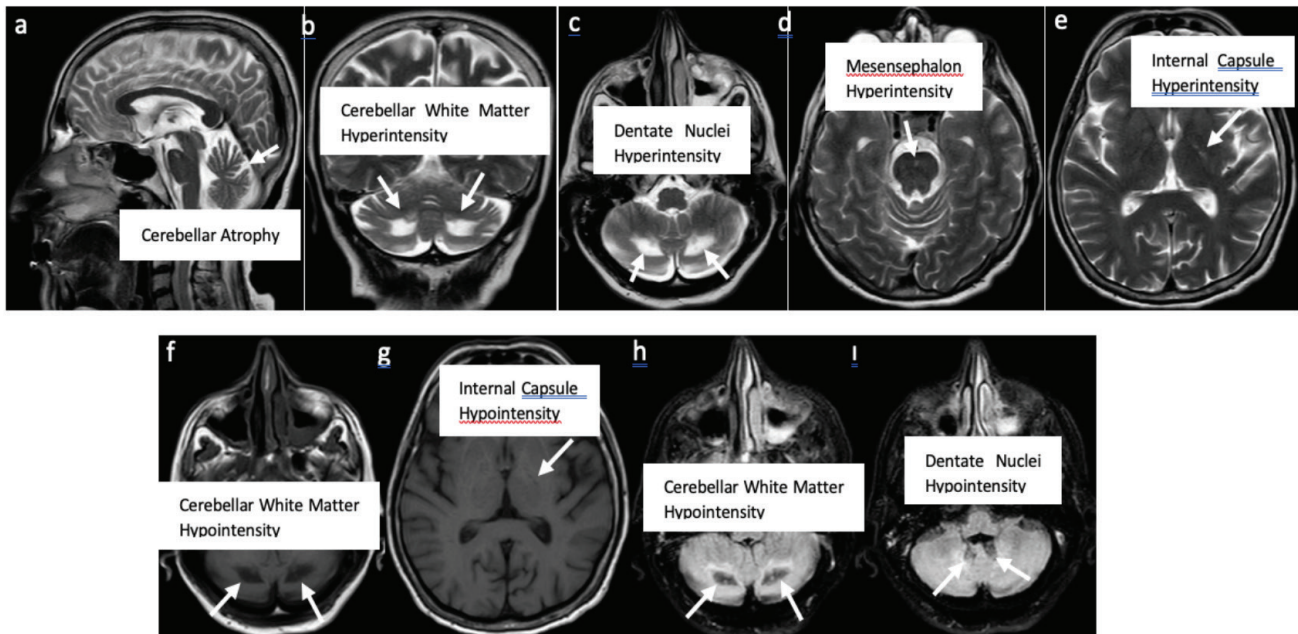 a
b
c
d
e
Cerebellar Atrophy
Cerebellar White Matter
Hyperintensity
Dentate Nuclei
Hyperintensity
Mesensephalon
Hyperintensity
Internal Capsule
Hyperintensity
f
g
h
ı
Cerebellar White Matter
Hypointensity
Internal Capsule
Hypointensity
Cerebellar White Matter
Hypointensity
Dentate Nuclei
Hypointensity